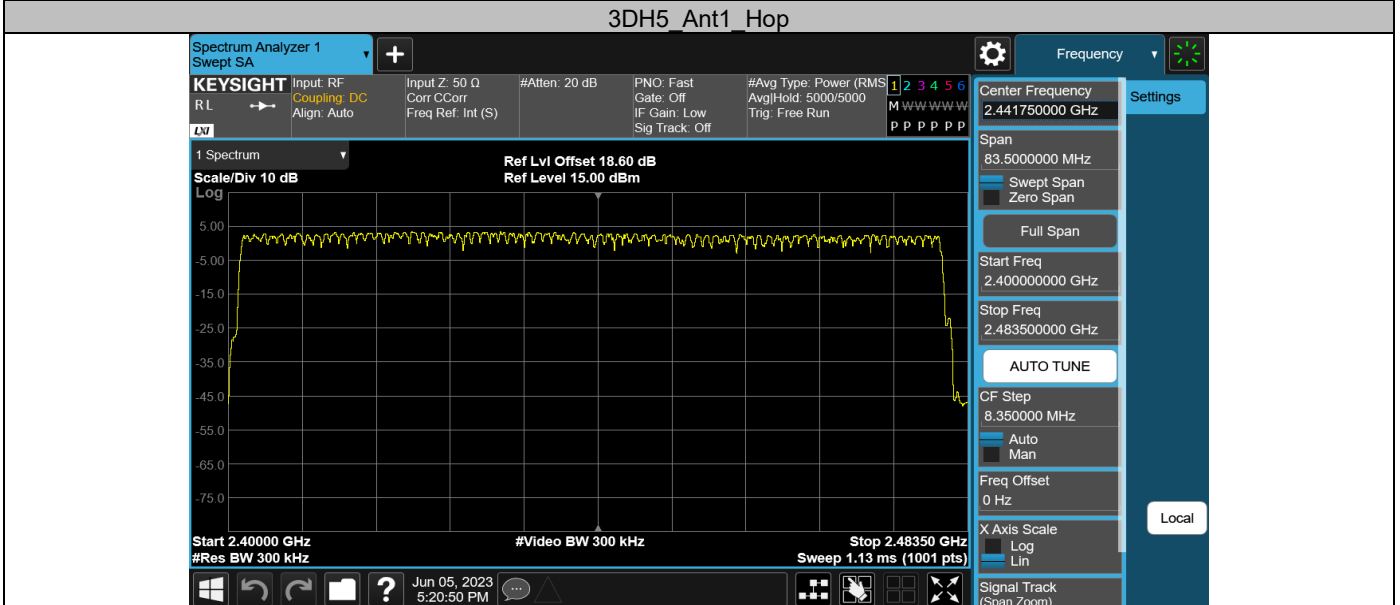 3DH5_Ant1_Hop
Spectrum Analyzer 1
Swept SA
+
Frequency
KEYSIGHT
RL
LXI
Input: RF
Coupling: DC
Align: Auto
Input Z: 50 Ω
Corr CCorr
Freq Ref: Int (S)
#Atten: 20 dB
PNO: Fast
Gate: Off
IF Gain: Low
Sig Track: Off
#Avg Type: Power (RMS
Avg|Hold: 5000/5000
Trig: Free Run
1 2 3 4 5 6
M W W W W W
P P P P P P
Center Frequency
2.441750000 GHz
Settings
Span
83.5000000 MHz
Swept Span
Zero Span
Full Span
Start Freq
2.400000000 GHz
Stop Freq
2.483500000 GHz
AUTO TUNE
CF Step
8.350000 MHz
Auto
Man
Freq Offset
0 Hz
X Axis Scale
Log
Lin
Signal Track
(Span Zoom)
Local
1 Spectrum
Scale/Div 10 dB
Ref Lvl Offset 18.60 dB
Ref Level 15.00 dBm
Log
5.00
-5.00
-15.0
-25.0
-35.0
-45.0
-55.0
-65.0
-75.0
Start 2.40000 GHz
#Video BW 300 kHz
Stop 2.48350 GHz
#Res BW 300 kHz
Sweep 1.13 ms (1001 pts)
?
Jun 05, 2023
5:20:50 PM